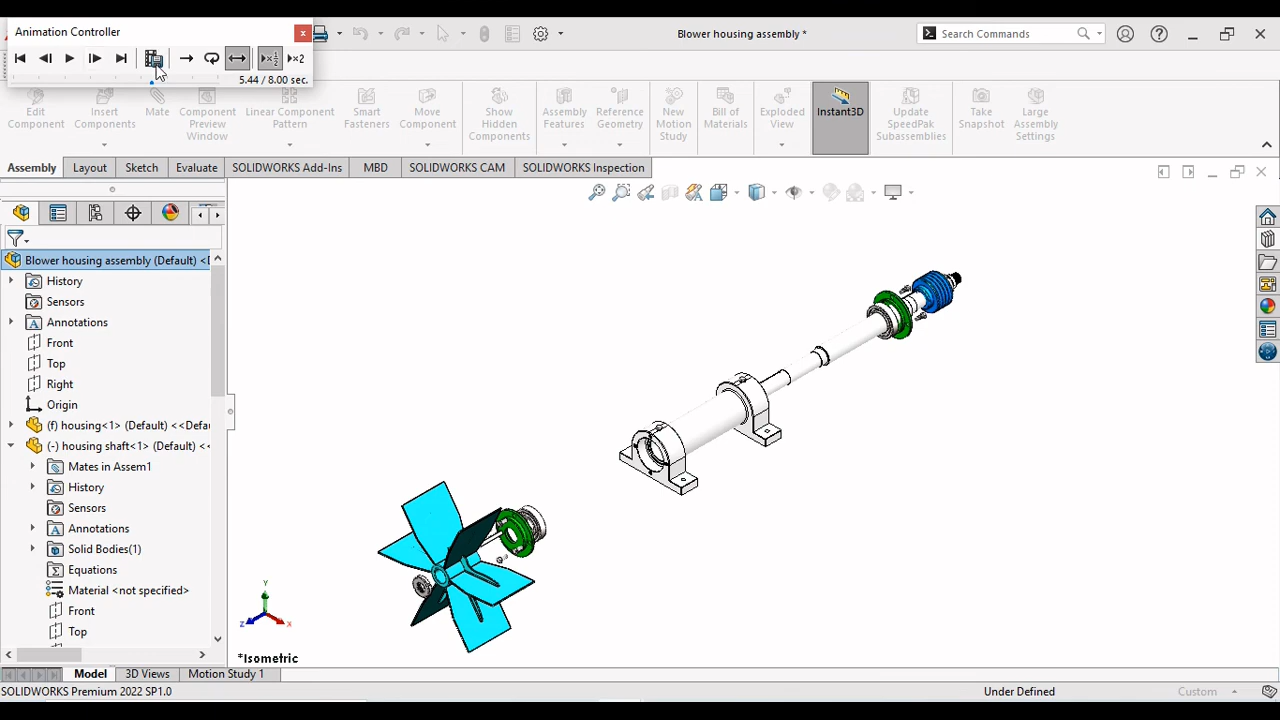 Animation Controller
Blower housing assembly *
Search Commands
5.44 / 8.00 sec.
Edit Component
Insert Components
Mate
Component Preview Window
Linear Component Pattern
Smart Fasteners
Move Component
Show Hidden Components
Assembly Features
Reference Geometry
New Motion Study
Bill of Materials
Exploded View
Instant3D
Update SpeedPak Subassemblies
Take Snapshot
Large Assembly Settings
Assembly
Layout
Sketch
Evaluate
SOLIDWORKS Add-Ins
MBD
SOLIDWORKS CAM
SOLIDWORKS Inspection
Blower housing assembly (Default) <
History
Sensors
Annotations
Front
Top
Right
Origin
(f) housing<1> (Default) <<Defau
(-) housing shaft<1> (Default) <<
Mates in Assem1
History
Sensors
Annotations
Solid Bodies(1)
Equations
Material <not specified>
Front
Top
Y
Z
X
*Isometric
Model
3D Views
Motion Study 1
SOLIDWORKS Premium 2022 SP1.0
Under Defined
Custom